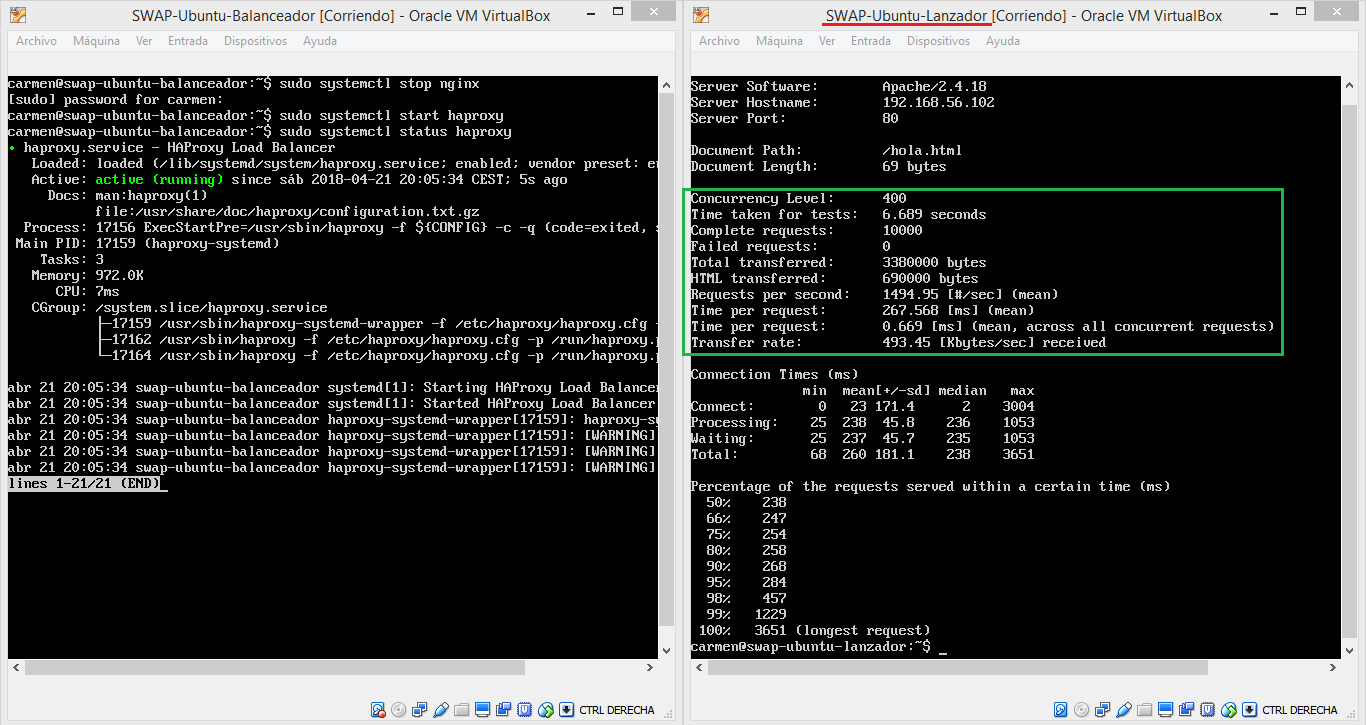 SWAP-Ubuntu-Balanceador [Corriendo] - Oracle VM VirtualBox
Archivo Máquina Ver Entrada Dispositivos Ayuda
carmen@swap-ubuntu-balanceador:~$ sudo systemctl stop nginx
[sudo] password for carmen:
carmen@swap-ubuntu-balanceador:~$ sudo systemctl start haproxy
carmen@swap-ubuntu-balanceador:~$ sudo systemctl status haproxy
● haproxy.service - HAProxy Load Balancer
Loaded: loaded (/lib/systemd/system/haproxy.service; enabled; vendor preset: en
Active: active (running) since sáb 2018-04-21 20:05:34 CEST; 5s ago
Docs: man:haproxy(1)
file:/usr/share/doc/haproxy/configuration.txt.gz
Process: 17156 ExecStartPre=/usr/sbin/haproxy -f ${CONFIG} -c -q (code=exited, s
Main PID: 17159 (haproxy-systemd)
Tasks: 3
Memory: 972.0K
CPU: 7ms
CGroup: /system.slice/haproxy.service
├─17159 /usr/sbin/haproxy-systemd-wrapper -f /etc/haproxy/haproxy.cfg -
├─17162 /usr/sbin/haproxy -f /etc/haproxy/haproxy.cfg -p /run/haproxy.p
└─17164 /usr/sbin/haproxy -f /etc/haproxy/haproxy.cfg -p /run/haproxy.p
abr 21 20:05:34 swap-ubuntu-balanceador systemd[1]: Starting HAProxy Load Balancer
abr 21 20:05:34 swap-ubuntu-balanceador systemd[1]: Started HAProxy Load Balancer
abr 21 20:05:34 swap-ubuntu-balanceador haproxy-systemd-wrapper[17159]: haproxy-sy
abr 21 20:05:34 swap-ubuntu-balanceador haproxy-systemd-wrapper[17159]: [WARNING]
abr 21 20:05:34 swap-ubuntu-balanceador haproxy-systemd-wrapper[17159]: [WARNING]
abr 21 20:05:34 swap-ubuntu-balanceador haproxy-systemd-wrapper[17159]: [WARNING]
lines 1-21/21 (END)
CTRL DERECHA
SWAP-Ubuntu-Lanzador [Corriendo] - Oracle VM VirtualBox
Archivo Máquina Ver Entrada Dispositivos Ayuda
Server Software: Apache/2.4.18
Server Hostname: 192.168.56.102
Server Port: 80
Document Path: /hola.html
Document Length: 69 bytes
Concurrency Level: 400
Time taken for tests: 6.689 seconds
Complete requests: 10000
Failed requests: 0
Total transferred: 3380000 bytes
HTML transferred: 690000 bytes
Requests per second: 1494.95 [#/sec] (mean)
Time per request: 267.568 [ms] (mean)
Time per request: 0.669 [ms] (mean, across all concurrent requests)
Transfer rate: 493.45 [Kbytes/sec] received
Connection Times (ms)
min mean[+/-sd] median max
Connect: 0 23 171.4 2 3004
Processing: 25 238 45.8 236 1053
Waiting: 25 237 45.7 235 1053
Total: 68 260 181.1 238 3651
Percentage of the requests served within a certain time (ms)
50% 238
66% 247
75% 254
80% 258
90% 268
95% 284
98% 457
99% 1229
100% 3651 (longest request)
carmen@swap-ubuntu-lanzador:~$ _
CTRL DERECHA